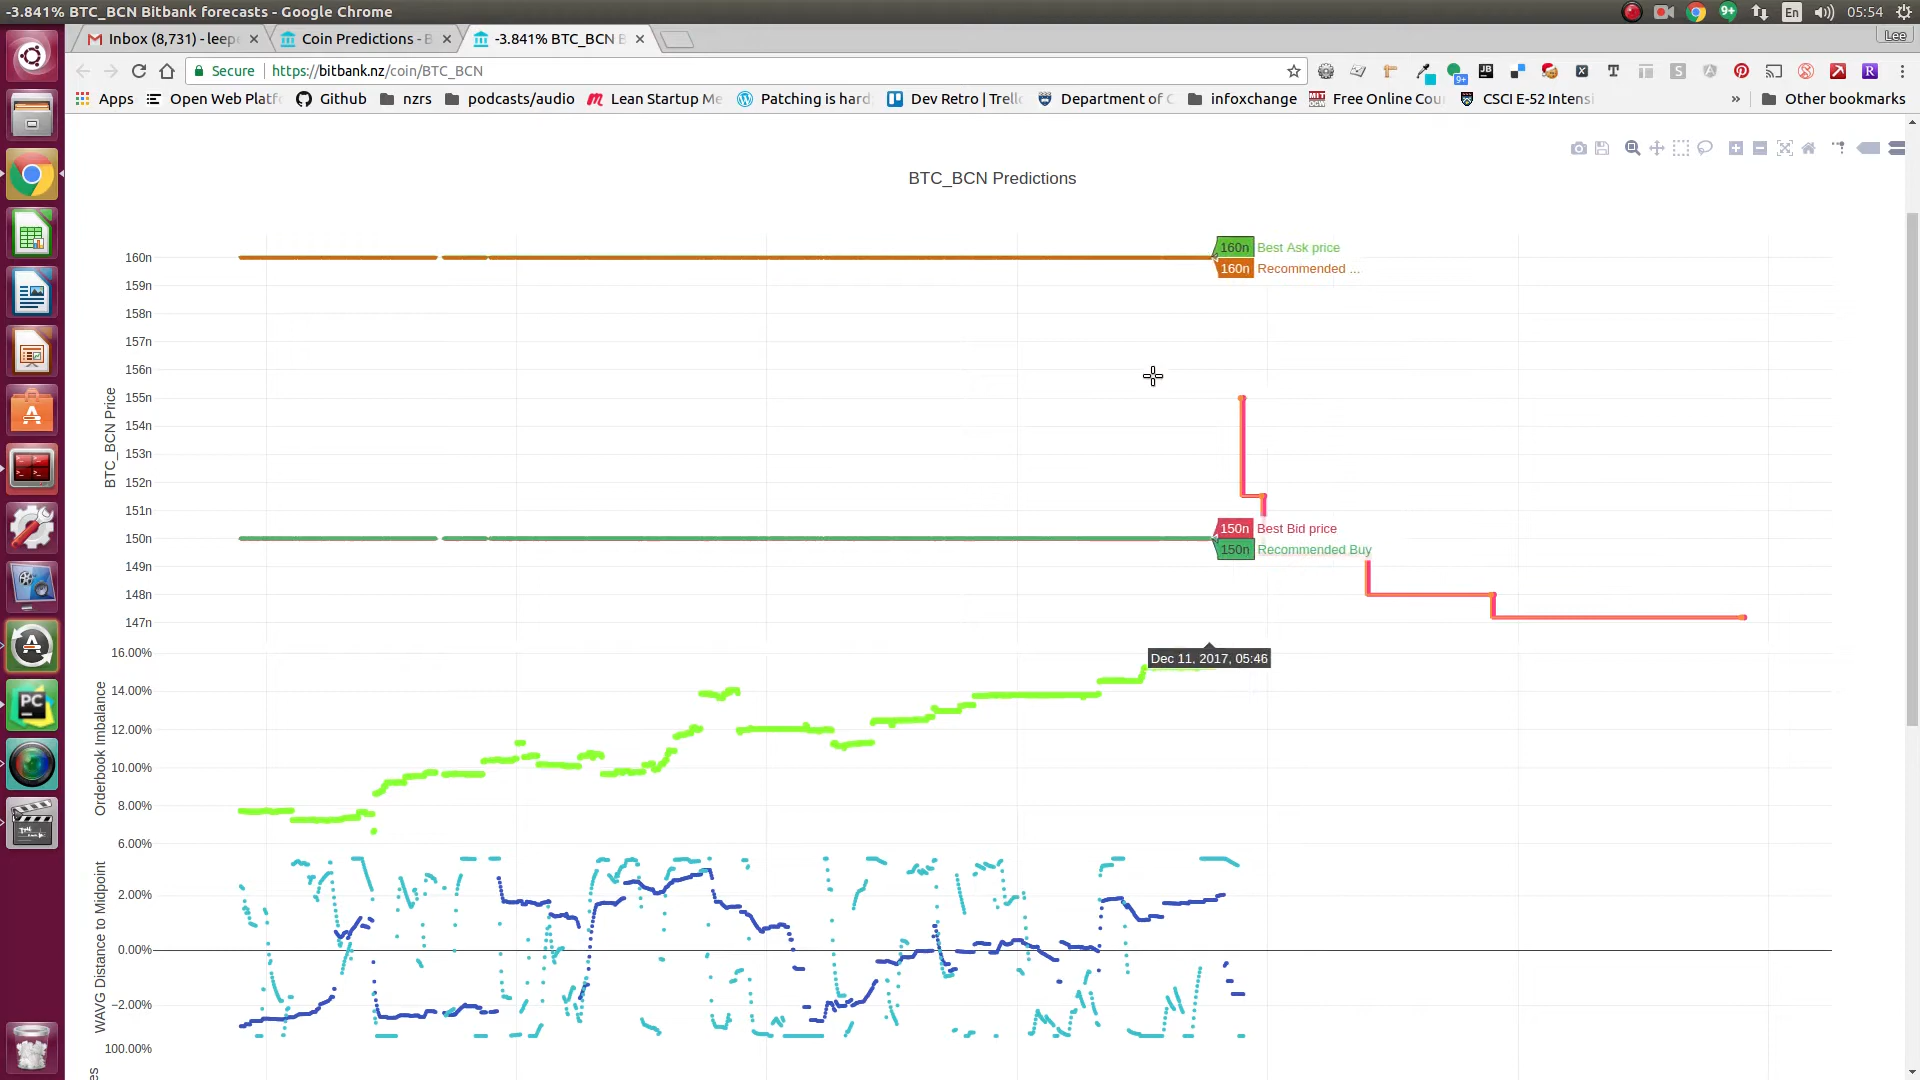 -3.841% BTC_BCN Bitbank forecasts - Google Chrome
En 05:54
Inbox (8,731) - leep
Coin Predictions - B
-3.841% BTC_BCN B
Lee
Secure https://bitbank.nz/coin/BTC_BCN
Apps
Open Web Platf
Github
nzrs
podcasts/audio
Lean Startup Me
Patching is hard
Dev Retro | Trello
Department of C
infoxchange
Free Online Cou
CSCI E-52 Intensi
»
Other bookmarks
BTC_BCN Predictions
160n
159n
158n
157n
156n
155n
154n
153n
152n
151n
150n
149n
148n
147n
BTC_BCN Price
160n Best Ask price
160n Recommended ...
150n Best Bid price
150n Recommended Buy
Dec 11, 2017, 05:46
16.00%
14.00%
12.00%
10.00%
8.00%
6.00%
Orderbook Imbalance
2.00%
0.00%
−2.00%
WAVG Distance to Midpoint
100.00%
es